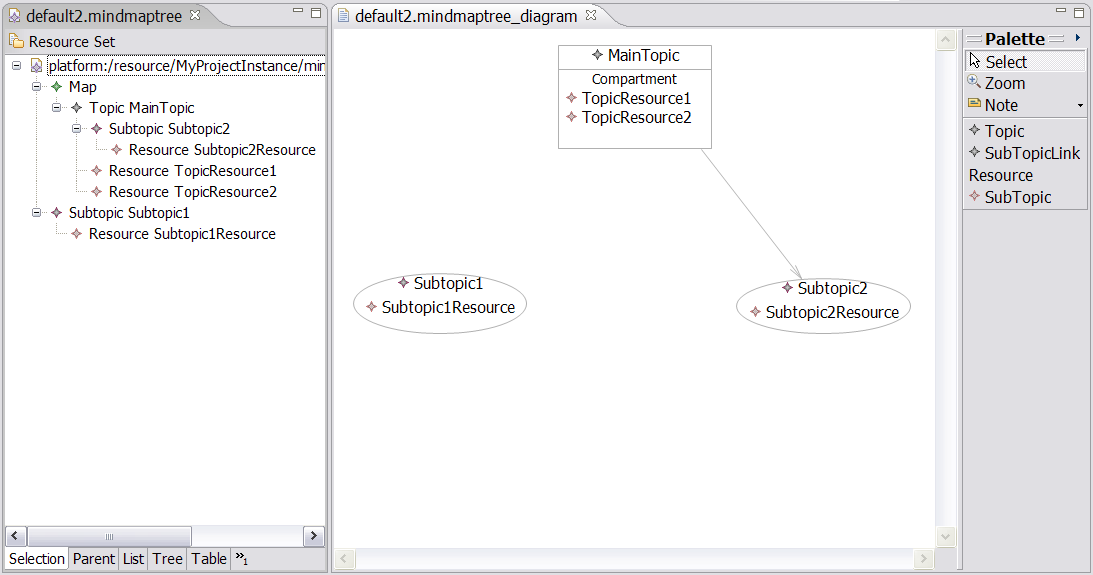 default2.mindmaptree
Resource Set
platform:/resource/MyProjectInstance/min
Map
Topic MainTopic
Subtopic Subtopic2
Resource Subtopic2Resource
Resource TopicResource1
Resource TopicResource2
Subtopic Subtopic1
Resource Subtopic1Resource
Selection Parent List Tree Table »1
default2.mindmaptree_diagram
MainTopic
Compartment
TopicResource1
TopicResource2
Subtopic1
Subtopic1Resource
Subtopic2
Subtopic2Resource
Palette
Select
Zoom
Note
Topic
SubTopicLink
Resource
SubTopic